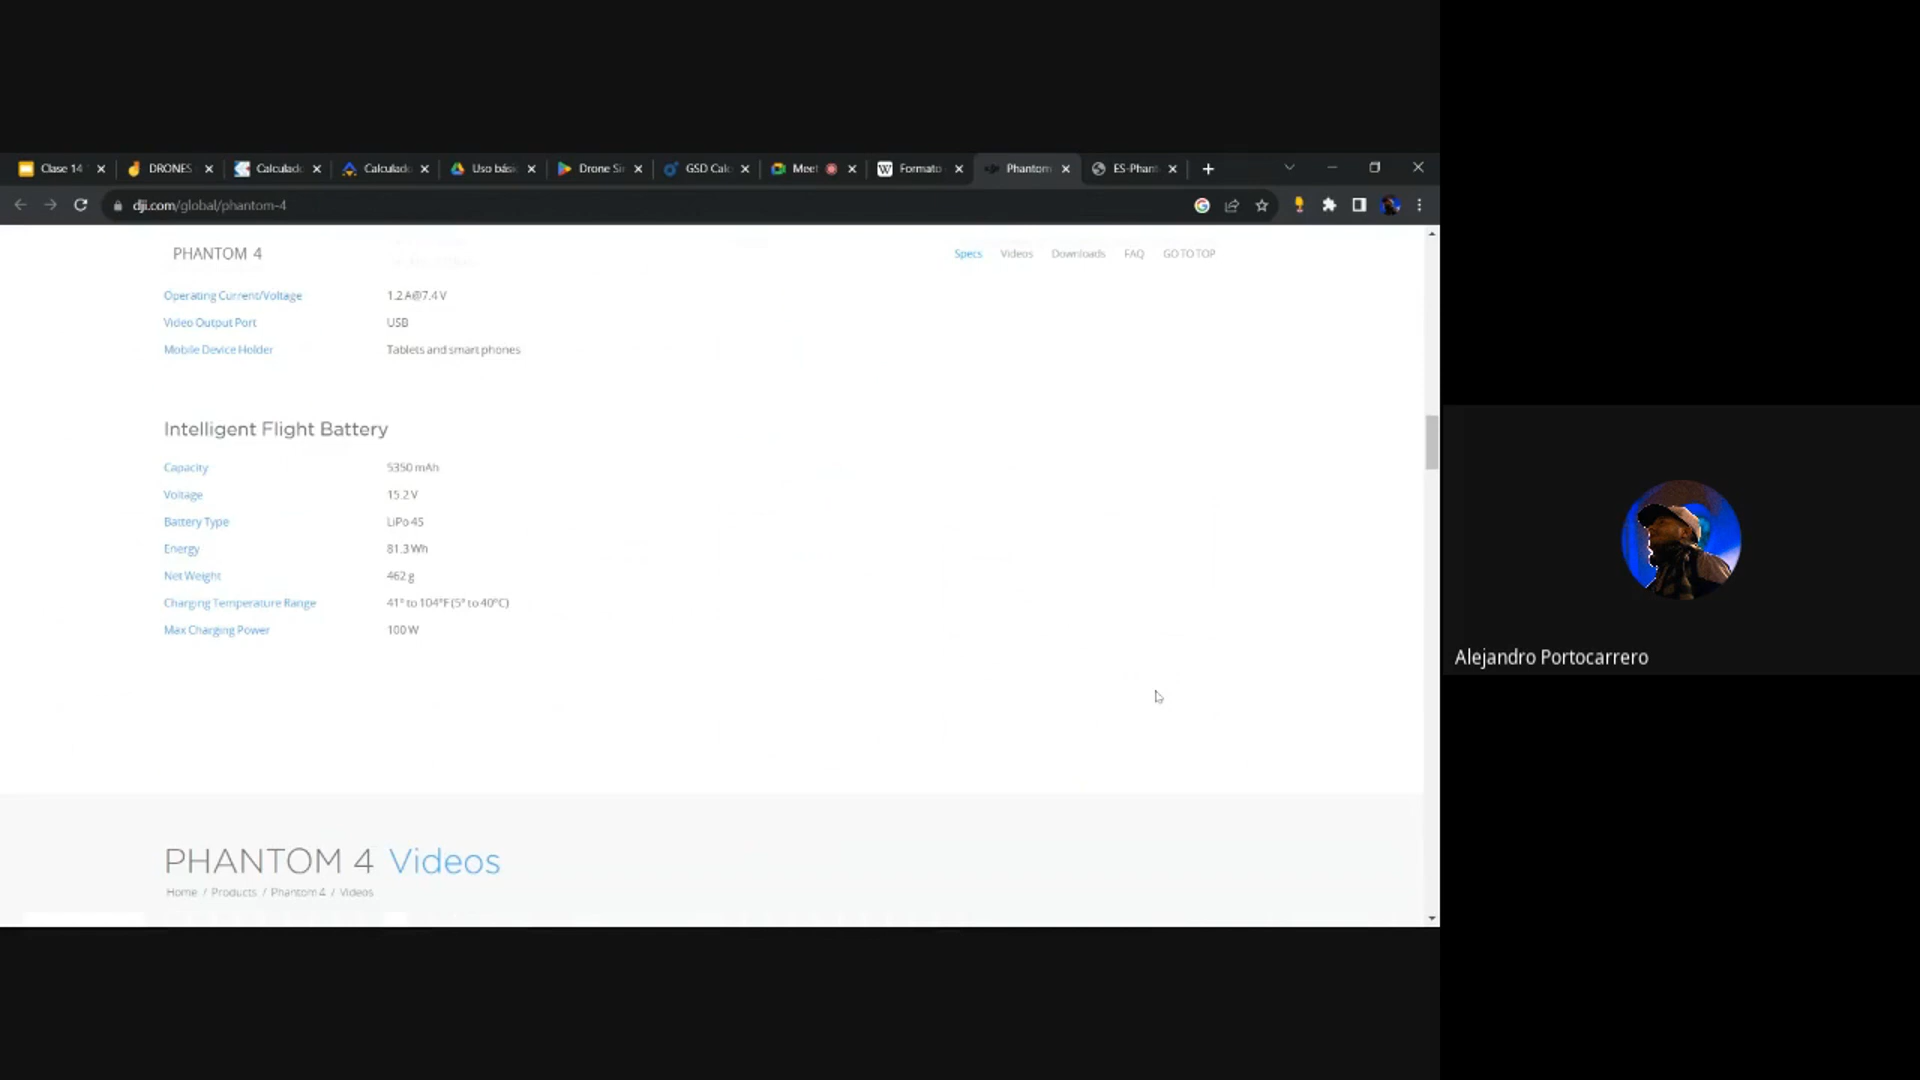 Clase 14
DRONES
Calculado
Calculado
Uso bási
Drone Si
GSD Calc
Meet
Formato
Phantom
ES-Phant
dji.com/global/phantom-4
PHANTOM 4
Specs Videos Downloads FAQ GO TO TOP
Operating Current/Voltage 1.2 A@7.4 V
Video Output Port USB
Mobile Device Holder Tablets and smart phones
Intelligent Flight Battery
Capacity 5350 mAh
Voltage 15.2 V
Battery Type LiPo 4S
Energy 81.3 Wh
Net Weight 462 g
Charging Temperature Range 41° to 104°F (5° to 40°C)
Max Charging Power 100 W
PHANTOM 4 Videos
Home / Products / Phantom 4 / Videos
Alejandro Portocarrero